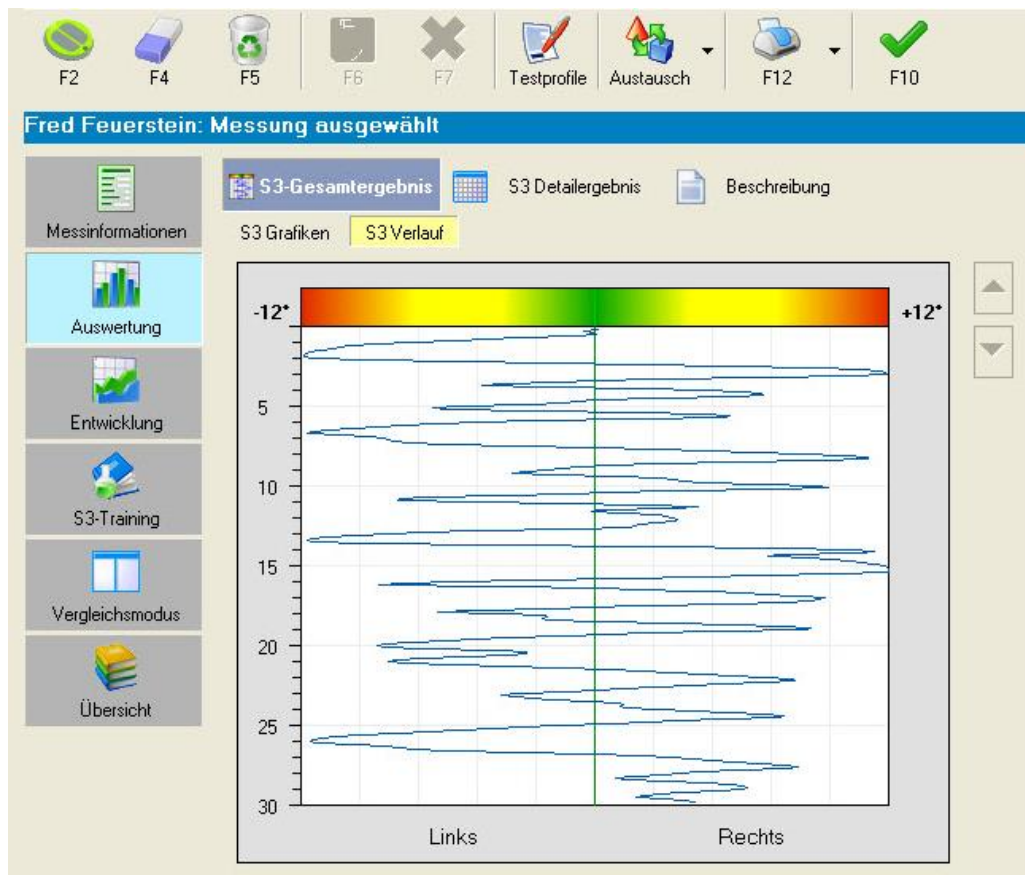 F2 F4 F5 F6 F7 Testprofile Austausch F12 F10
Fred Feuerstein: Messung ausgewählt
Messinformationen
Auswertung
Entwicklung
S3-Training
Vergleichsmodus
Übersicht
S3-Gesamtergebnis S3 Detailergebnis Beschreibung
S3 Grafiken S3 Verlauf
-12° +12°
5
10
15
20
25
30
Links Rechts